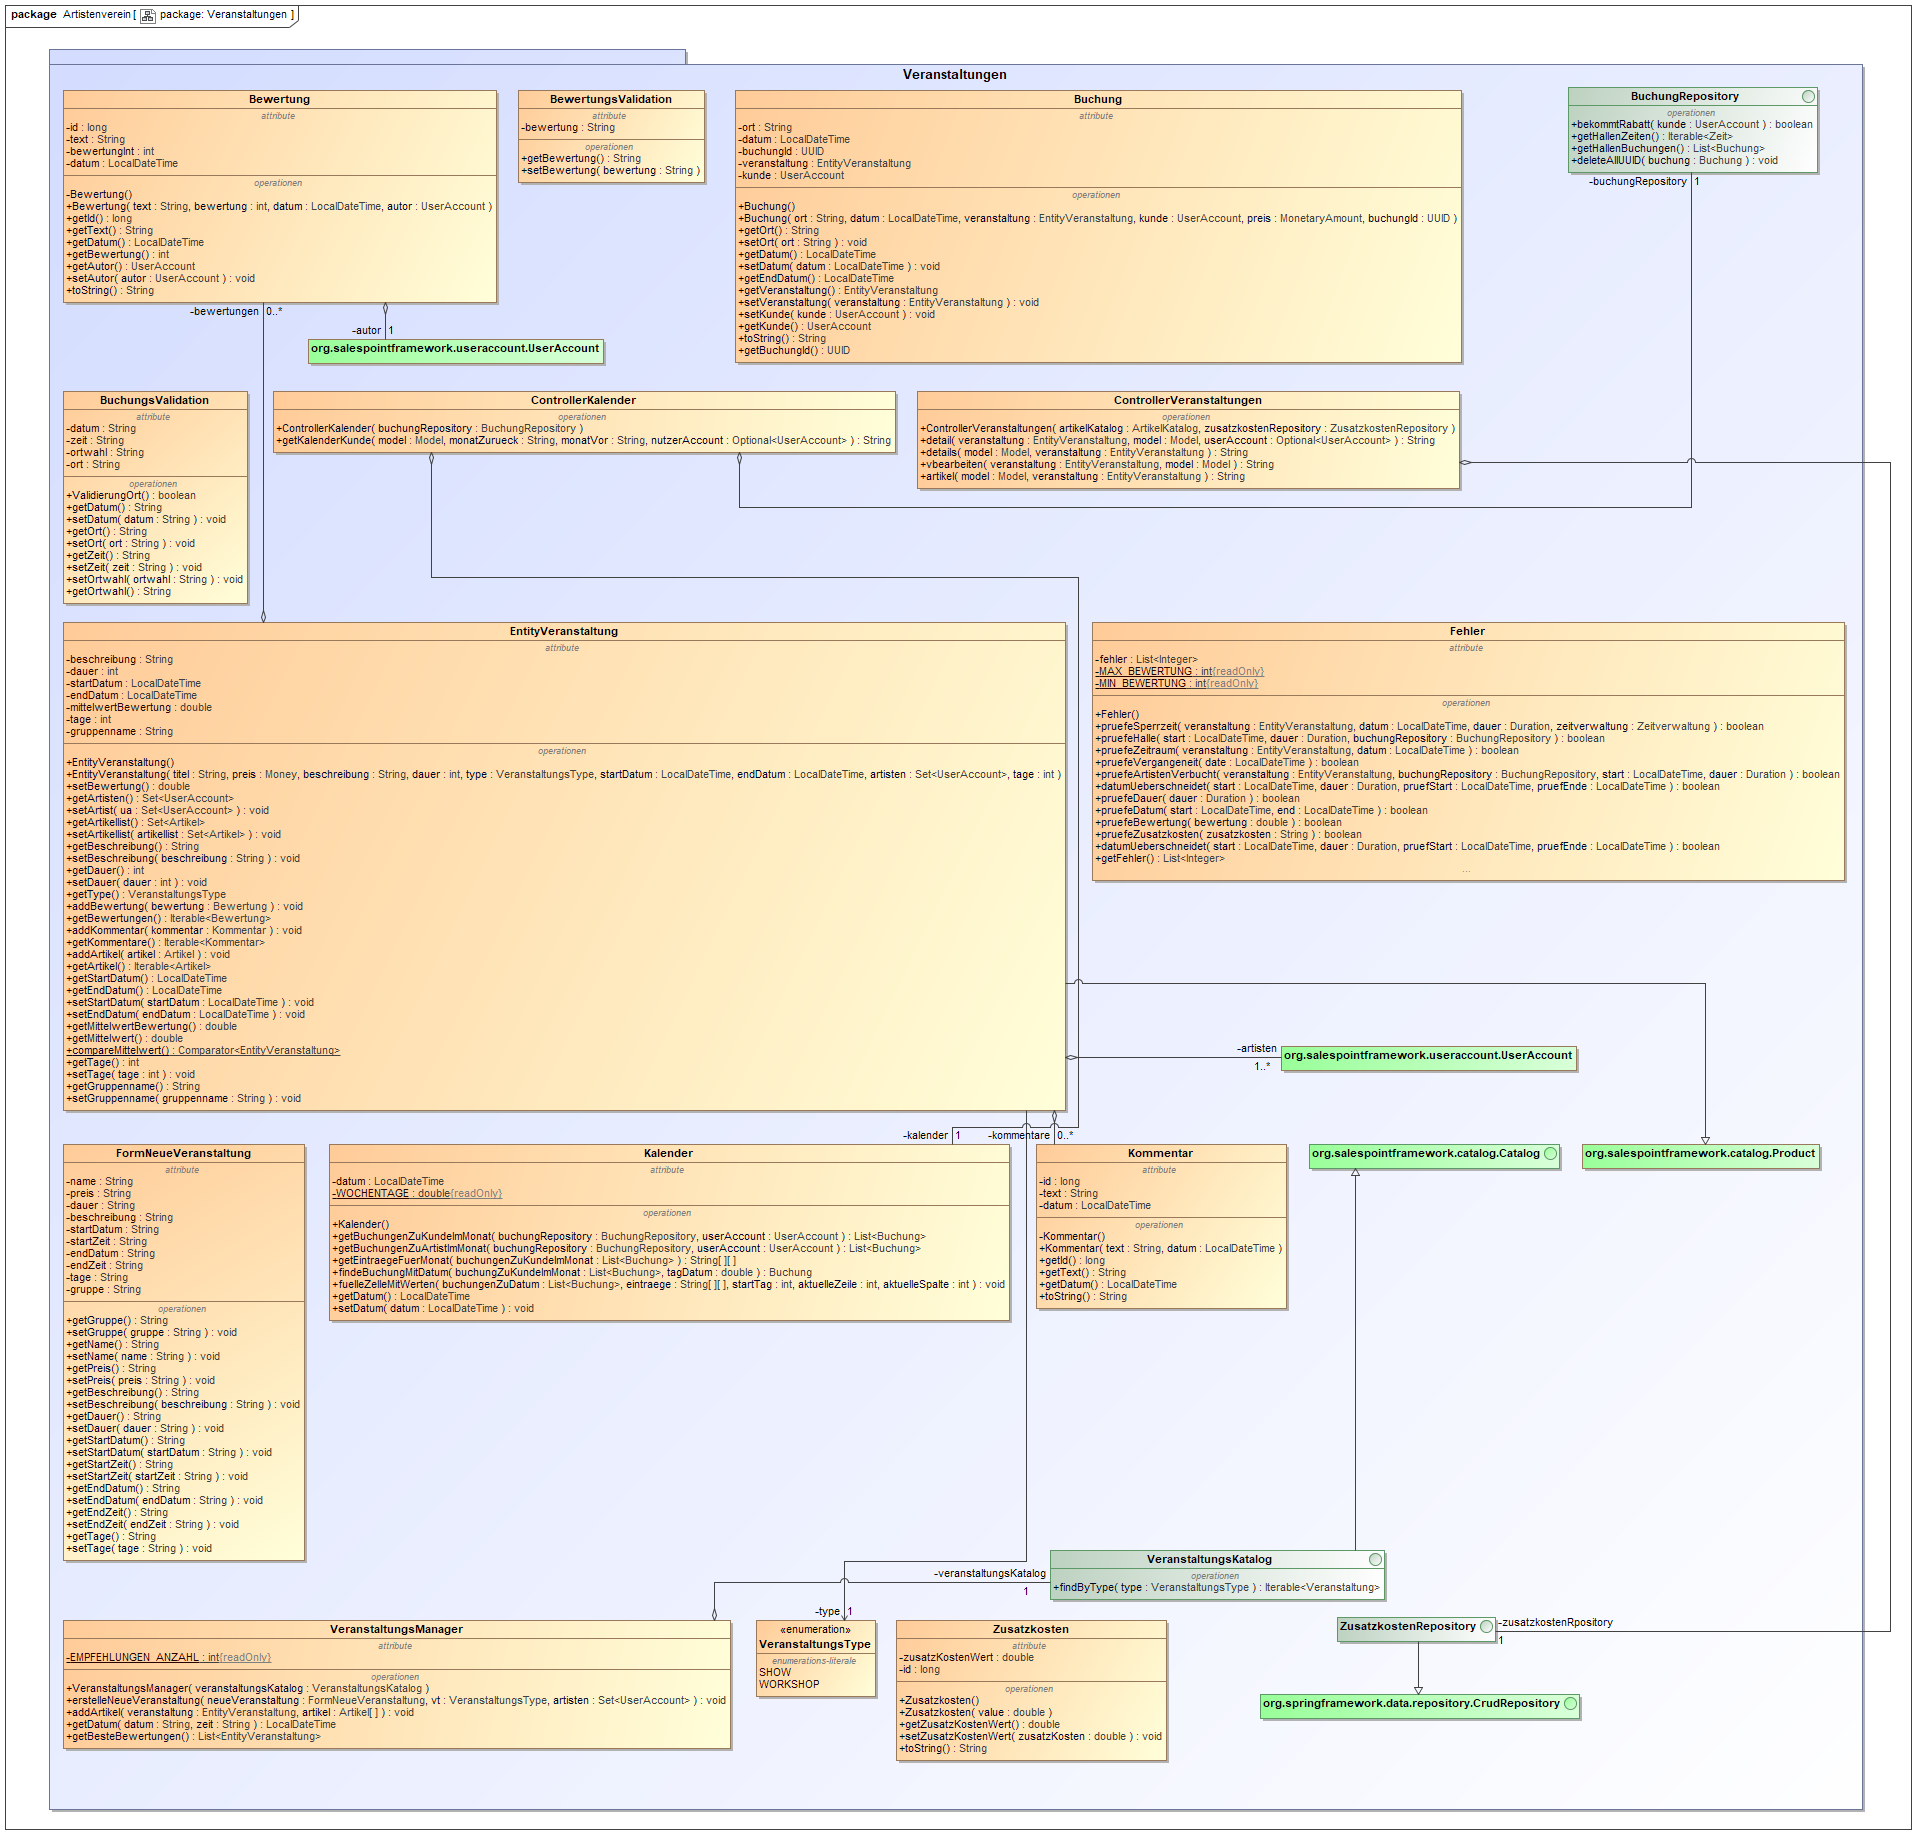 package Artistenverein [ package: Veranstaltungen ]
Veranstaltungen
Bewertung
attribute
-id : long
-text : String
-bewertungInt : int
-datum : LocalDateTime
operationen
-Bewertung()
+Bewertung( text : String, bewertung : int, datum : LocalDateTime, autor : UserAccount )
+getId() : long
+getText() : String
+getDatum() : LocalDateTime
+getBewertung() : int
+getAutor() : UserAccount
+setAutor( autor : UserAccount ) : void
+toString() : String
BewertungsValidation
attribute
-bewertung : String
operationen
+getBewertung() : String
+setBewertung( bewertung : String )
Buchung
attribute
-ort : String
-datum : LocalDateTime
-buchungId : UUID
-veranstaltung : EntityVeranstaltung
-kunde : UserAccount
operationen
+Buchung()
+Buchung( ort : String, datum : LocalDateTime, veranstaltung : EntityVeranstaltung, kunde : UserAccount, preis : MonetaryAmount, buchungId : UUID )
+getOrt() : String
+setOrt( ort : String ) : void
+getDatum() : LocalDateTime
+setDatum( datum : LocalDateTime ) : void
+getEndDatum() : LocalDateTime
+getVeranstaltung() : EntityVeranstaltung
+setVeranstaltung( veranstaltung : EntityVeranstaltung ) : void
+setKunde( kunde : UserAccount ) : void
+getKunde() : UserAccount
+toString() : String
+getBuchungId() : UUID
BuchungRepository
operationen
+bekommtRabatt( kunde : UserAccount ) : boolean
+getHallenZeiten() : Iterable<Zeit>
+getHallenBuchungen() : List<Buchung>
+deleteAllUUID( buchung : Buchung ) : void
-buchungRepository 1
-bewertungen 0..*
-autor 1
org.salespointframework.useraccount.UserAccount
BuchungsValidation
attribute
-datum : String
-zeit : String
-ortwahl : String
-ort : String
operationen
+ValidierungOrt() : boolean
+getDatum() : String
+setDatum( datum : String ) : void
+getOrt() : String
+setOrt( ort : String ) : void
+getZeit() : String
+setZeit( zeit : String ) : void
+setOrtwahl( ortwahl : String ) : void
+getOrtwahl() : String
ControllerKalender
operationen
+ControllerKalender( buchungRepository : BuchungRepository )
+getKalenderKunde( model : Model, monatZurueck : String, monatVor : String, nutzerAccount : Optional<UserAccount> ) : String
ControllerVeranstaltungen
operationen
+ControllerVeranstaltungen( artikelKatalog : ArtikelKatalog, zusatzkostenRepository : ZusatzkostenRepository )
+detail( veranstaltung : EntityVeranstaltung, model : Model, userAccount : Optional<UserAccount> ) : String
+details( model : Model, veranstaltung : EntityVeranstaltung ) : String
+vbearbeiten( veranstaltung : EntityVeranstaltung, model : Model ) : String
+artikel( model : Model, veranstaltung : EntityVeranstaltung ) : String
EntityVeranstaltung
attribute
-beschreibung : String
-dauer : int
-startDatum : LocalDateTime
-endDatum : LocalDateTime
-mittelwertBewertung : double
-tage : int
-gruppenname : String
operationen
+EntityVeranstaltung()
+EntityVeranstaltung( titel : String, preis : Money, beschreibung : String, dauer : int, type : VeranstaltungsType, startDatum : LocalDateTime, endDatum : LocalDateTime, artisten : Set<UserAccount>, tage : int )
+setBewertung() : double
+getArtisten() : Set<UserAccount>
+setArtist( ua : Set<UserAccount> ) : void
+getArtikellist() : Set<Artikel>
+setArtikellist( artikellist : Set<Artikel> ) : void
+getBeschreibung() : String
+setBeschreibung( beschreibung : String ) : void
+getDauer() : int
+setDauer( dauer : int ) : void
+getType() : VeranstaltungsType
+addBewertung( bewertung : Bewertung ) : void
+getBewertungen() : Iterable<Bewertung>
+addKommentar( kommentar : Kommentar ) : void
+getKommentare() : Iterable<Kommentar>
+addArtikel( artikel : Artikel ) : void
+getArtikel() : Iterable<Artikel>
+getStartDatum() : LocalDateTime
+getEndDatum() : LocalDateTime
+setStartDatum( startDatum : LocalDateTime ) : void
+setEndDatum( endDatum : LocalDateTime ) : void
+getMittelwertBewertung() : double
+getMittelwert() : double
+compareMittelwert() : Comparator<EntityVeranstaltung>
+getTage() : int
+setTage( tage : int ) : void
+getGruppenname() : String
+setGruppenname( gruppenname : String ) : void
Fehler
attribute
-fehler : List<Integer>
-MAX_BEWERTUNG : int{readOnly}
-MIN_BEWERTUNG : int{readOnly}
operationen
+Fehler()
+pruefeSperrzeit( veranstaltung : EntityVeranstaltung, datum : LocalDateTime, dauer : Duration, zeitverwaltung : Zeitverwaltung ) : boolean
+pruefeHalle( start : LocalDateTime, dauer : Duration, buchungRepository : BuchungRepository ) : boolean
+pruefeZeitraum( veranstaltung : EntityVeranstaltung, datum : LocalDateTime ) : boolean
+pruefeVergangeneit( date : LocalDateTime ) : boolean
+pruefeArtistenVerbucht( veranstaltung : EntityVeranstaltung, buchungRepository : BuchungRepository, start : LocalDateTime, dauer : Duration ) : boolean
+datumUeberschneidet( start : LocalDateTime, dauer : Duration, pruefStart : LocalDateTime, pruefEnde : LocalDateTime ) : boolean
+pruefeDauer( dauer : Duration ) : boolean
+pruefeDatum( start : LocalDateTime, end : LocalDateTime ) : boolean
+pruefeBewertung( bewertung : double ) : boolean
+pruefeZusatzkosten( zusatzkosten : String ) : boolean
+datumUeberschneidet( start : LocalDateTime, dauer : Duration, pruefStart : LocalDateTime, pruefEnde : LocalDateTime ) : boolean
+getFehler() : List<Integer>
...
-artisten
1..*
org.salespointframework.useraccount.UserAccount
-kalender 1
-kommentare 0..*
FormNeueVeranstaltung
attribute
-name : String
-preis : String
-dauer : String
-beschreibung : String
-startDatum : String
-startZeit : String
-endDatum : String
-endZeit : String
-tage : String
-gruppe : String
operationen
+getGruppe() : String
+setGruppe( gruppe : String ) : void
+getName() : String
+setName( name : String ) : void
+getPreis() : String
+setPreis( preis : String ) : void
+getBeschreibung() : String
+setBeschreibung( beschreibung : String ) : void
+getDauer() : String
+setDauer( dauer : String ) : void
+getStartDatum() : String
+setStartDatum( startDatum : String ) : void
+getStartZeit() : String
+setStartZeit( startZeit : String ) : void
+getEndDatum() : String
+setEndDatum( endDatum : String ) : void
+getEndZeit() : String
+setEndZeit( endZeit : String ) : void
+getTage() : String
+setTage( tage : String ) : void
Kalender
attribute
-datum : LocalDateTime
-WOCHENTAGE : double{readOnly}
operationen
+Kalender()
+getBuchungenZuKundeImMonat( buchungRepository : BuchungRepository, userAccount : UserAccount ) : List<Buchung>
+getBuchungenZuArtistImMonat( buchungRepository : BuchungRepository, userAccount : UserAccount ) : List<Buchung>
+getEintraegeFuerMonat( buchungenZuKundeImMonat : List<Buchung> ) : String[ ][ ]
+findeBuchungMitDatum( buchungZuKundeImMonat : List<Buchung>, tagDatum : double ) : Buchung
+fuelleZelleMitWerten( buchungenZuDatum : List<Buchung>, eintraege : String[ ][ ], startTag : int, aktuelleZeile : int, aktuelleSpalte : int ) : void
+getDatum() : LocalDateTime
+setDatum( datum : LocalDateTime ) : void
Kommentar
attribute
-id : long
-text : String
-datum : LocalDateTime
operationen
-Kommentar()
+Kommentar( text : String, datum : LocalDateTime )
+getId() : long
+getText() : String
+getDatum() : LocalDateTime
+toString() : String
org.salespointframework.catalog.Catalog
org.salespointframework.catalog.Product
VeranstaltungsKatalog
operationen
+findByType( type : VeranstaltungsType ) : Iterable<Veranstaltung>
-veranstaltungsKatalog
1
-type 1
VeranstaltungsManager
attribute
-EMPFEHLUNGEN_ANZAHL : int{readOnly}
operationen
+VeranstaltungsManager( veranstaltungsKatalog : VeranstaltungsKatalog )
+erstelleNeueVeranstaltung( neueVeranstaltung : FormNeueVeranstaltung, vt : VeranstaltungsType, artisten : Set<UserAccount> ) : void
+addArtikel( veranstaltung : EntityVeranstaltung, artikel : Artikel[ ] ) : void
+getDatum( datum : String, zeit : String ) : LocalDateTime
+getBesteBewertungen() : List<EntityVeranstaltung>
«enumeration»
VeranstaltungsType
enumerations-literale
SHOW
WORKSHOP
Zusatzkosten
attribute
-zusatzKostenWert : double
-id : long
operationen
+Zusatzkosten()
+Zusatzkosten( value : double )
+getZusatzKostenWert() : double
+setZusatzKostenWert( zusatzKosten : double ) : void
+toString() : String
ZusatzkostenRepository
-zusatzkostenRpository
1
org.springframework.data.repository.CrudRepository